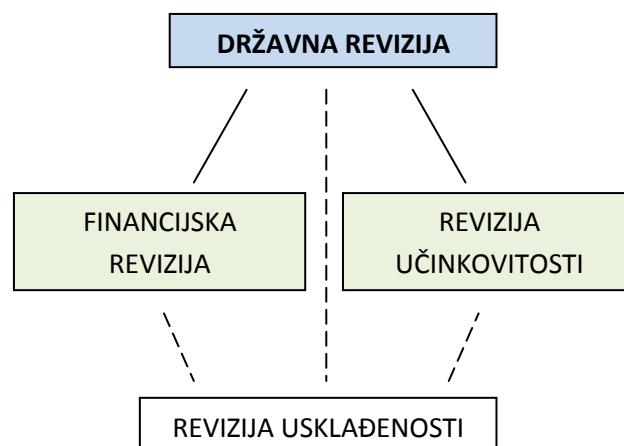 DRŽAVNA REVIZIJA
FINANCIJSKA
REVIZIJA
REVIZIJA
UČINKOVITOSTI
REVIZIJA USKLAĐENOSTI